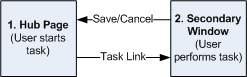 1. Hub Page
(User starts
task)
Save/Cancel
Task Link
2. Secondary
Window
(User
performs task)